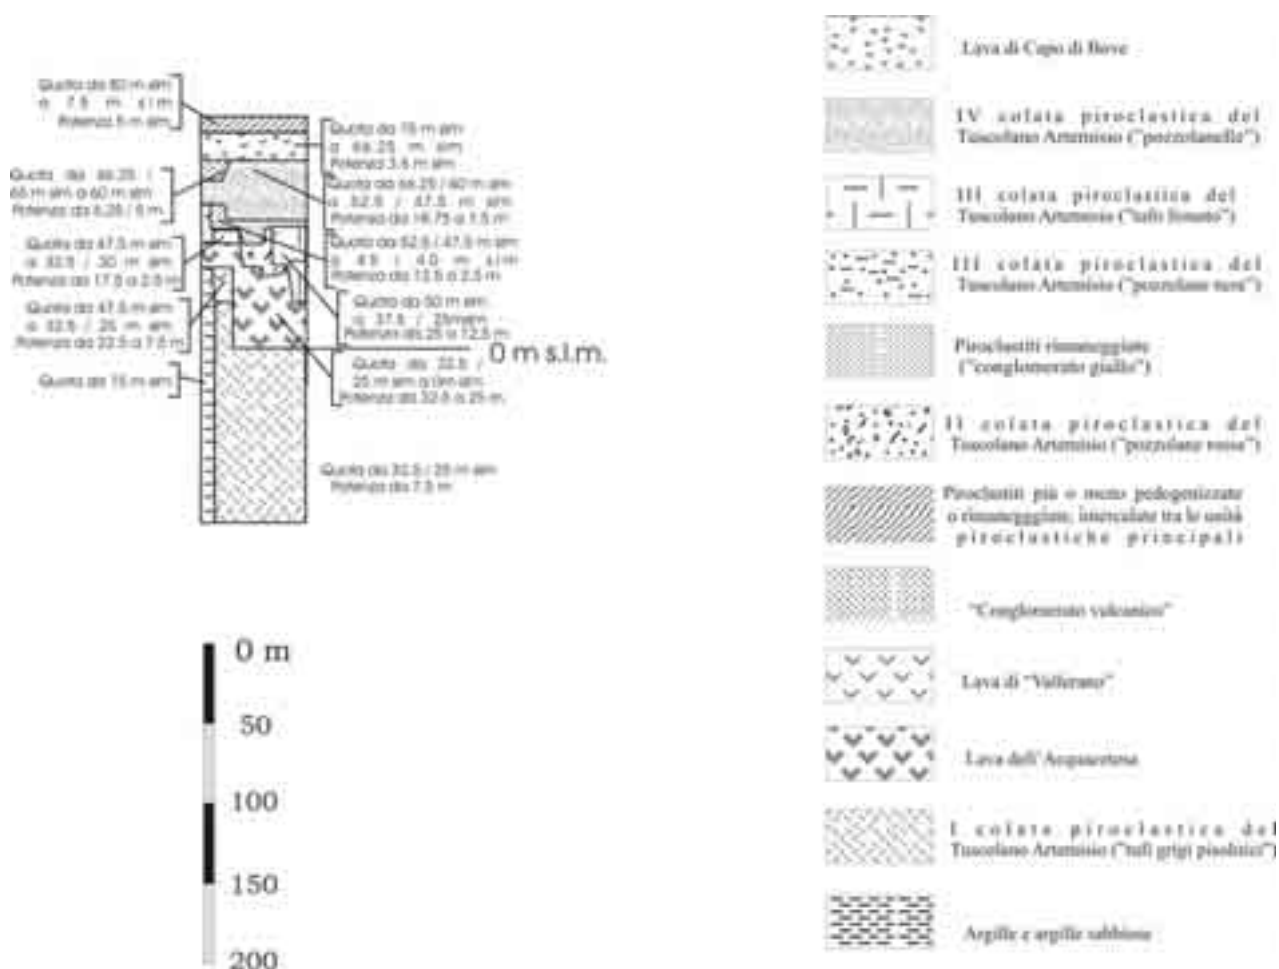 Quota da 80 m slm
a 7.5 m slm
Potenza 5 m slm.
Quota da 66.25 /
65 m slm a 60 m slm
Potenza da 6.25 / 5 m.
Quota da 47.5 m slm
a 32.5 / 30 m slm
Potenza da 17.5 a 2.5 m
Quota da 47.5 m slm
a 32.5 / 25 m slm
Potenza da 22.5 a 7.5 m
Quota da 15 m slm
Quota da 75 m slm
a 66.25 m slm
Potenza 3.6 m slm
Quota da 66.25 / 60 m slm
a 52.5 / 47.5 m slm
Potenza da 18.75 a 7.5 m
Quota da 52.5 / 47.5 m slm
a 45 / 40 m slm
Potenza da 12.5 a 2.5 m
Quota da 50 m slm
a 37.5 / 25 m slm
Potenza da 25 a 12.5 m
0 m s.l.m.
Quota da 32.5 /
25 m slm a 0 m slm
Potenza da 32.5 a 25 m.
Quota da 32.5 / 25 m slm
Potenza da 7.5 m
0 m
50
100
150
200
Lava di Capo di Bove
IV colata piroclastica del
Tuscolano Artemisio ("pozzolanelle")
III colata piroclastica del
Tuscolano Artemisio ("tufo lionato")
III colata piroclastica del
Tuscolano Artemisio ("pozzolane nere")
Piroclastiti rimaneggiate
("conglomerato giallo")
II colata piroclastica del
Tuscolano Artemisio ("pozzolane rosse")
Piroclastiti più o meno pedogenizzate
o rimanegggiate, intercalate tra le unità
piroclastiche principali
"Conglomerato vulcanico"
Lava di "Vallerano"
Lava dell'Acquacetosa
I colata piroclastica del
Tuscolano Artemisio ("tufi grigi pisolitici")
Argille e argille sabbiose